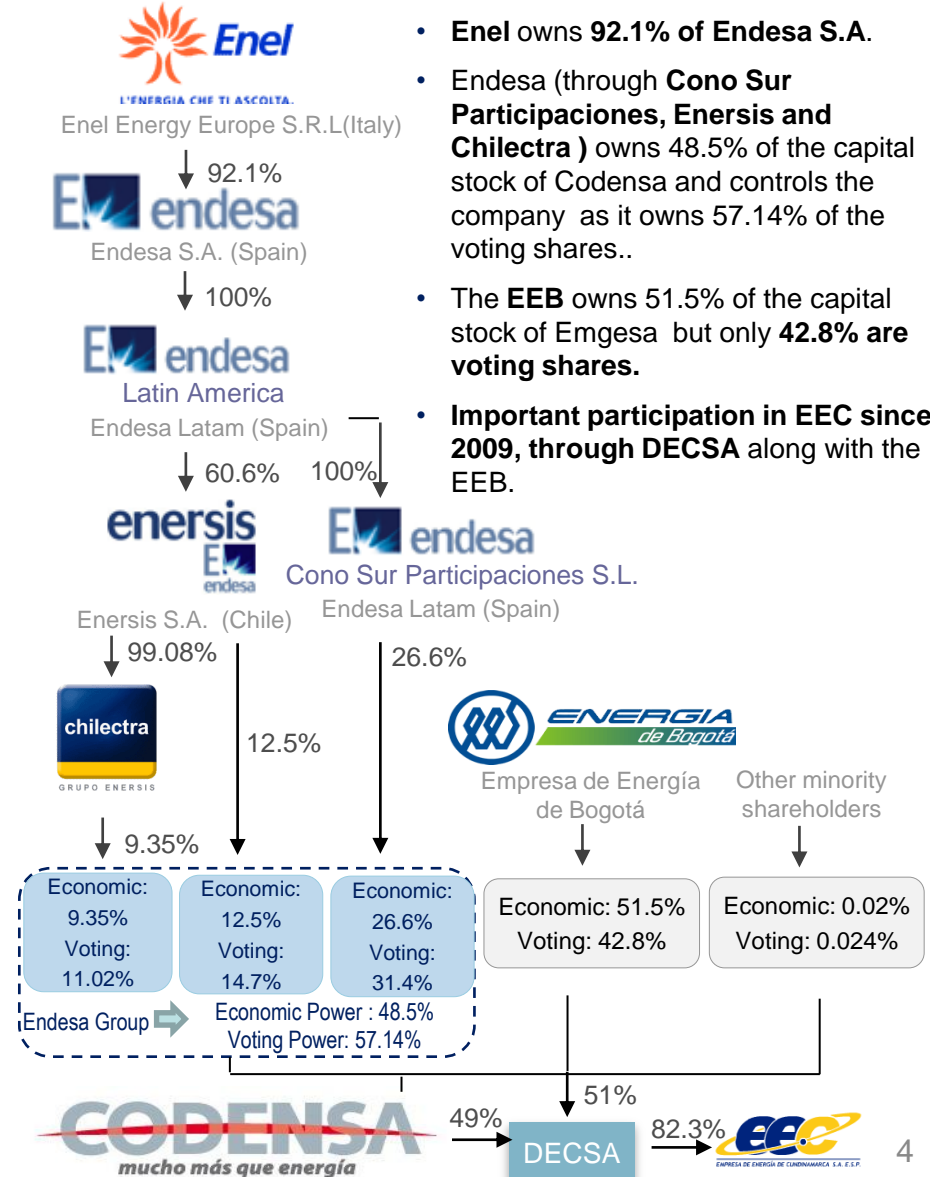 Enel
L'ENERGIA CHE TI ASCOLTA.
Enel Energy Europe S.R.L(Italy)
92.1%
endesa
Endesa S.A. (Spain)
100%
endesa
Latin America
Endesa Latam (Spain)
60.6%
100%
enersis
endesa
Enersis S.A. (Chile)
endesa
Cono Sur Participaciones S.L.
Endesa Latam (Spain)
• Enel owns 92.1% of Endesa S.A.
• Endesa (through Cono Sur
Participaciones, Enersis and
Chilectra ) owns 48.5% of the capital
stock of Codensa and controls the
company as it owns 57.14% of the
voting shares..
• The EEB owns 51.5% of the capital
stock of Emgesa but only 42.8% are
voting shares.
• Important participation in EEC since
2009, through DECSA along with the
EEB.
99.08%
26.6%
chilectra
GRUPO ENERSIS
12.5%
9.35%
ENERGIA
de Bogotá
Empresa de Energía
de Bogotá
Other minority
shareholders
Economic:
9.35%
Voting:
11.02%
Economic:
12.5%
Voting:
14.7%
Economic:
26.6%
Voting:
31.4%
Economic: 51.5%
Voting: 42.8%
Economic: 0.02%
Voting: 0.024%
Endesa Group
Economic Power : 48.5%
Voting Power: 57.14%
CODENSA
mucho más que energía
49%
51%
DECSA
82.3%
eec
EMPRESA DE ENERGÍA DE CUNDINAMARCA S.A. E.S.P.
4